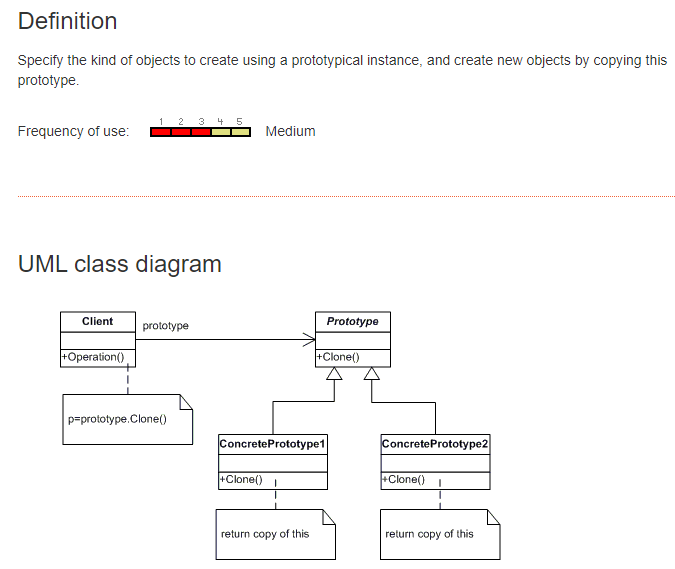 Definition
Specify the kind of objects to create using a prototypical instance, and create new objects by copying this
prototype.
1 2 3 4 5
Frequency of use: Medium
UML class diagram
Client
prototype
Prototype
+Operation()
+Clone()
p=prototype.Clone()
ConcretePrototype1
ConcretePrototype2
+Clone()
+Clone()
return copy of this
return copy of this